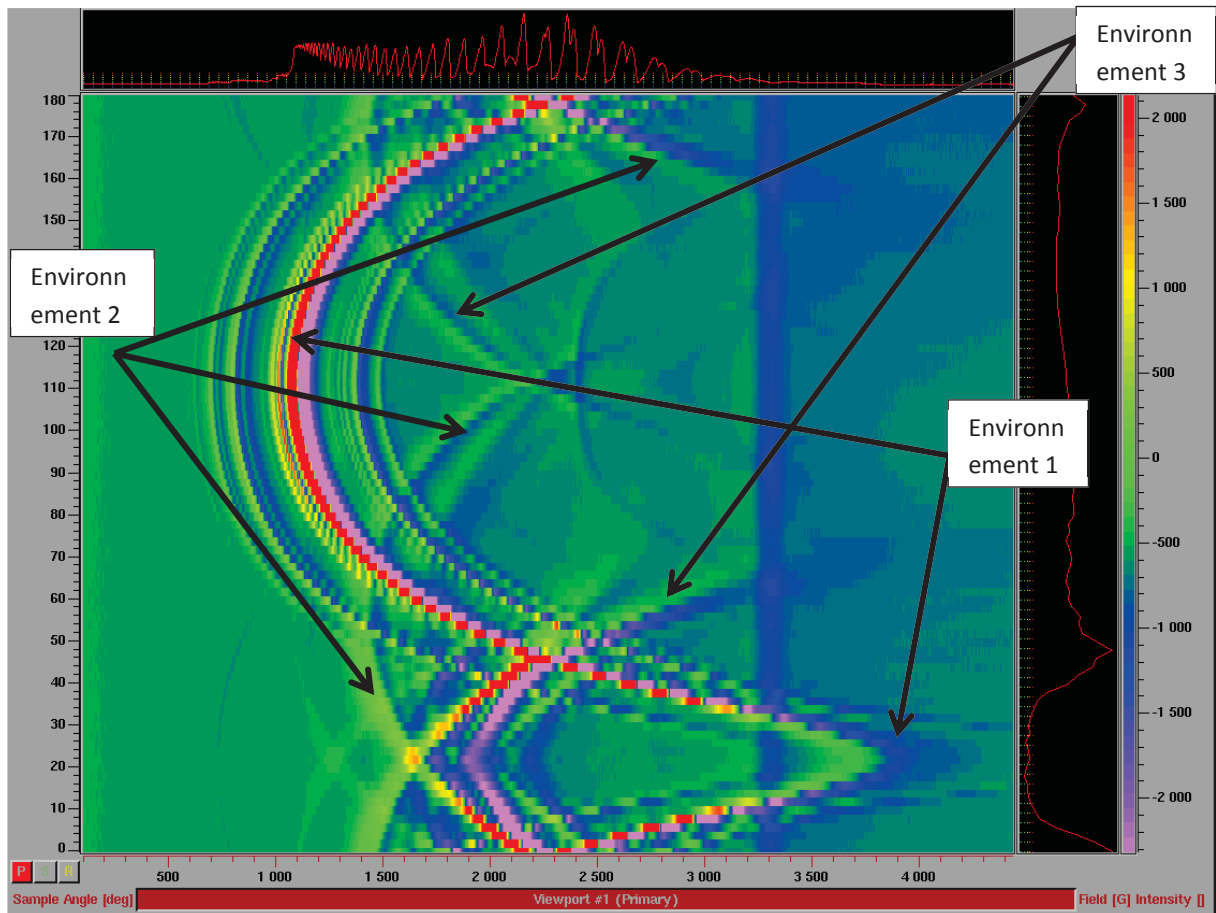 Environn
ement 3
180
170
160
150
120
110
100
90
80
70
60
50
40
30
20
10
0
Environn
ement 2
Environn
ement 1
2 000
1 500
1 000
500
0
-500
-1 000
-1 500
-2 000
P S R
500 1 000 1 500 2 000 2 500 3 000 3 500 4 000
Sample Angle [deg] Viewport #1 (Primary) Field [G] Intensity []